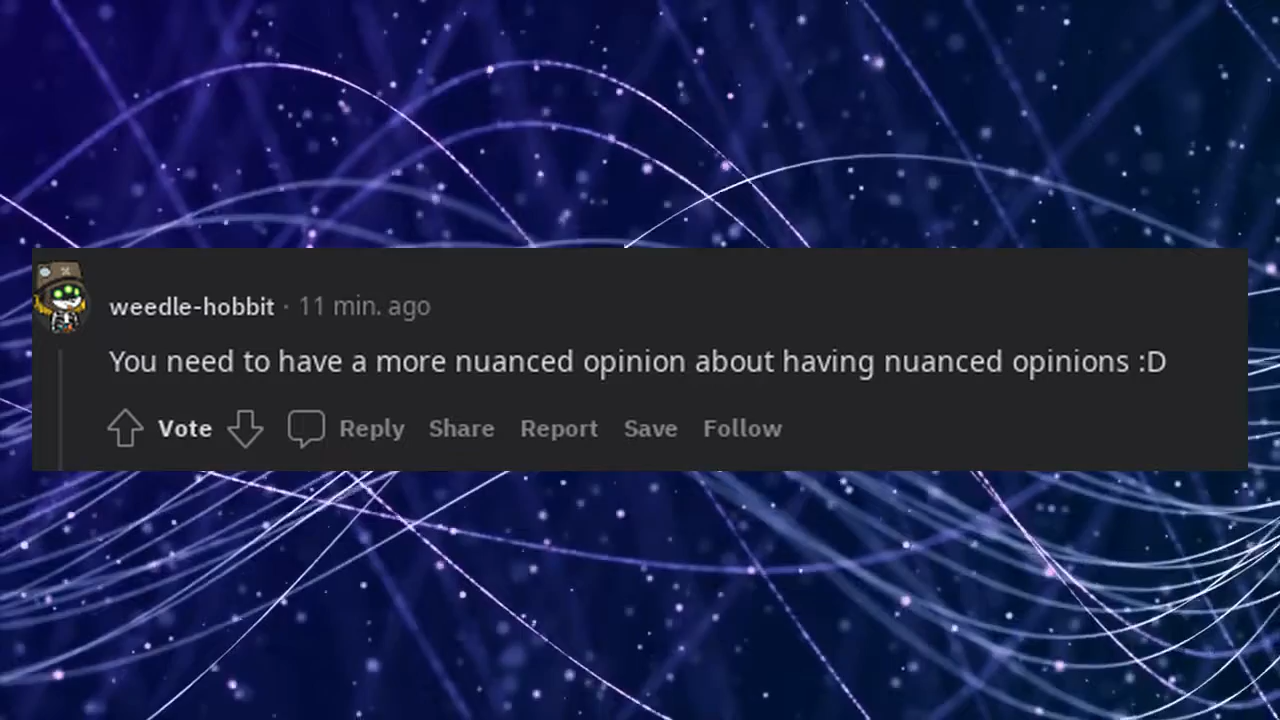 weedle-hobbit · 11 min. ago
You need to have a more nuanced opinion about having nuanced opinions :D
Vote Reply Share Report Save Follow